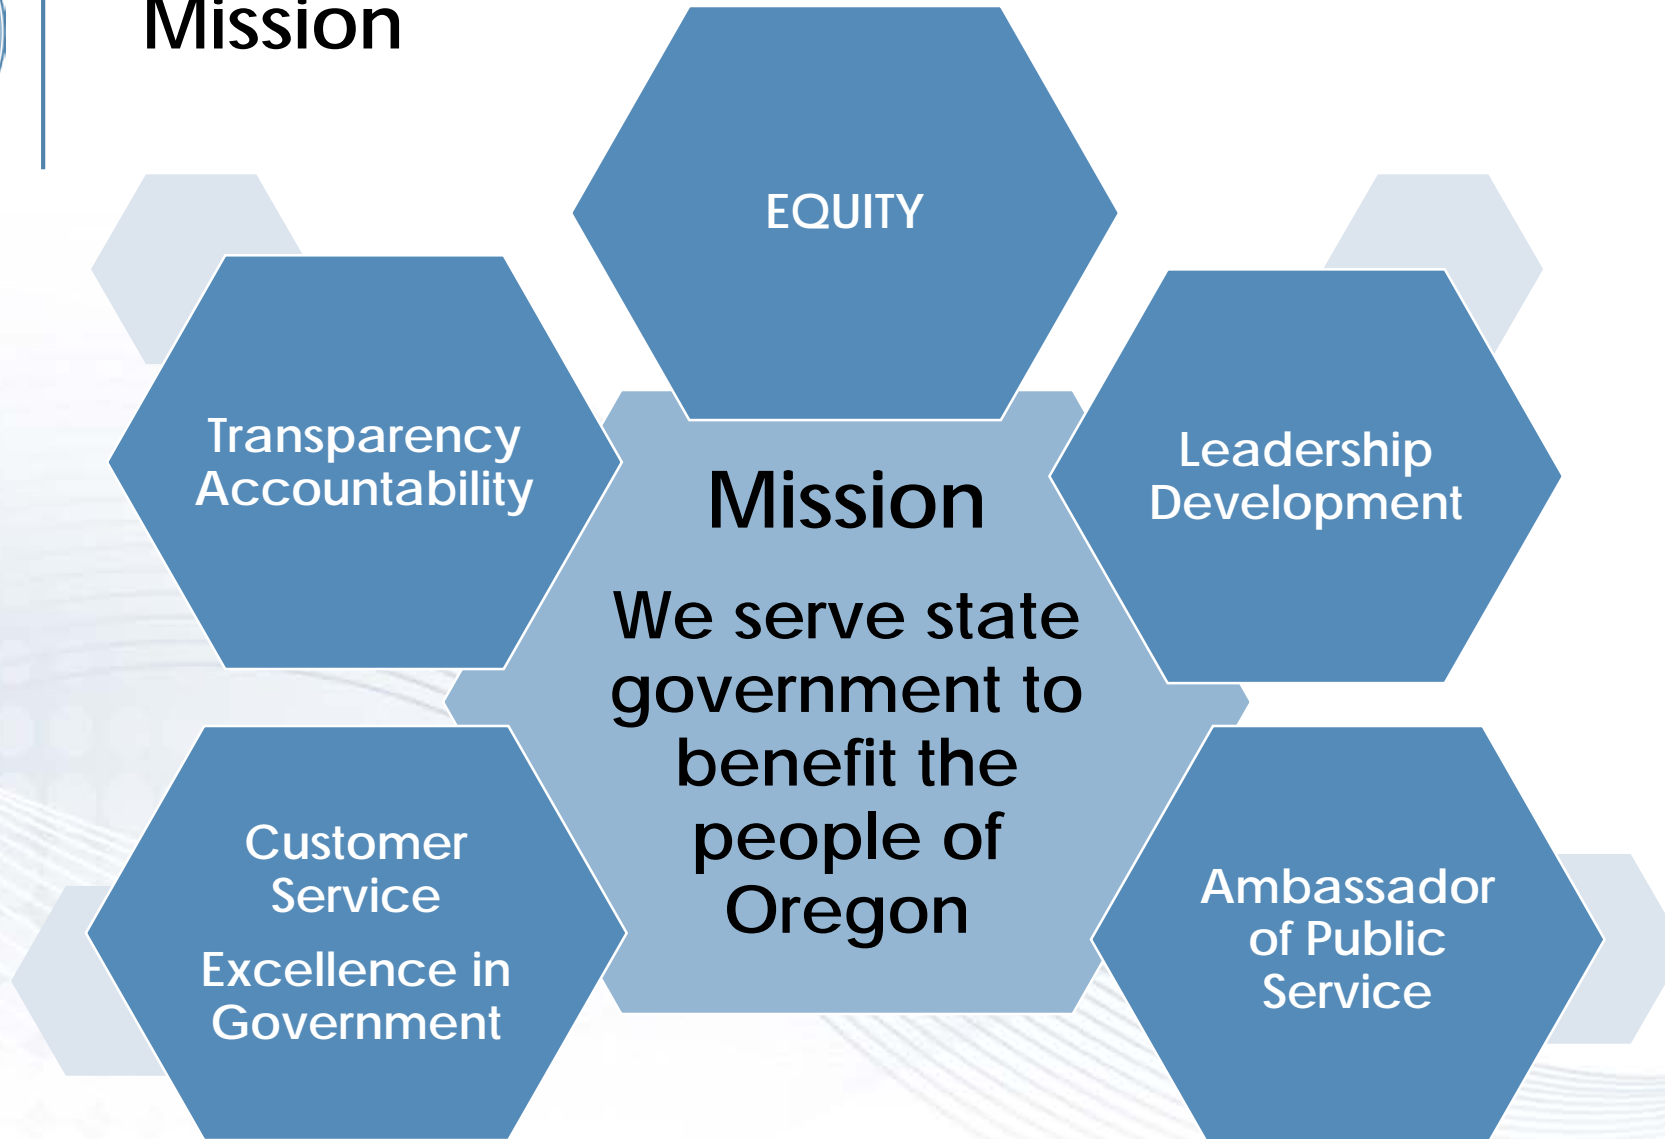 Mission
EQUITY
Transparency
Accountability
Leadership
Development
Mission
We serve state
government to
benefit the
people of
Oregon
Customer
Service
Excellence in
Government
Ambassador
of Public
Service